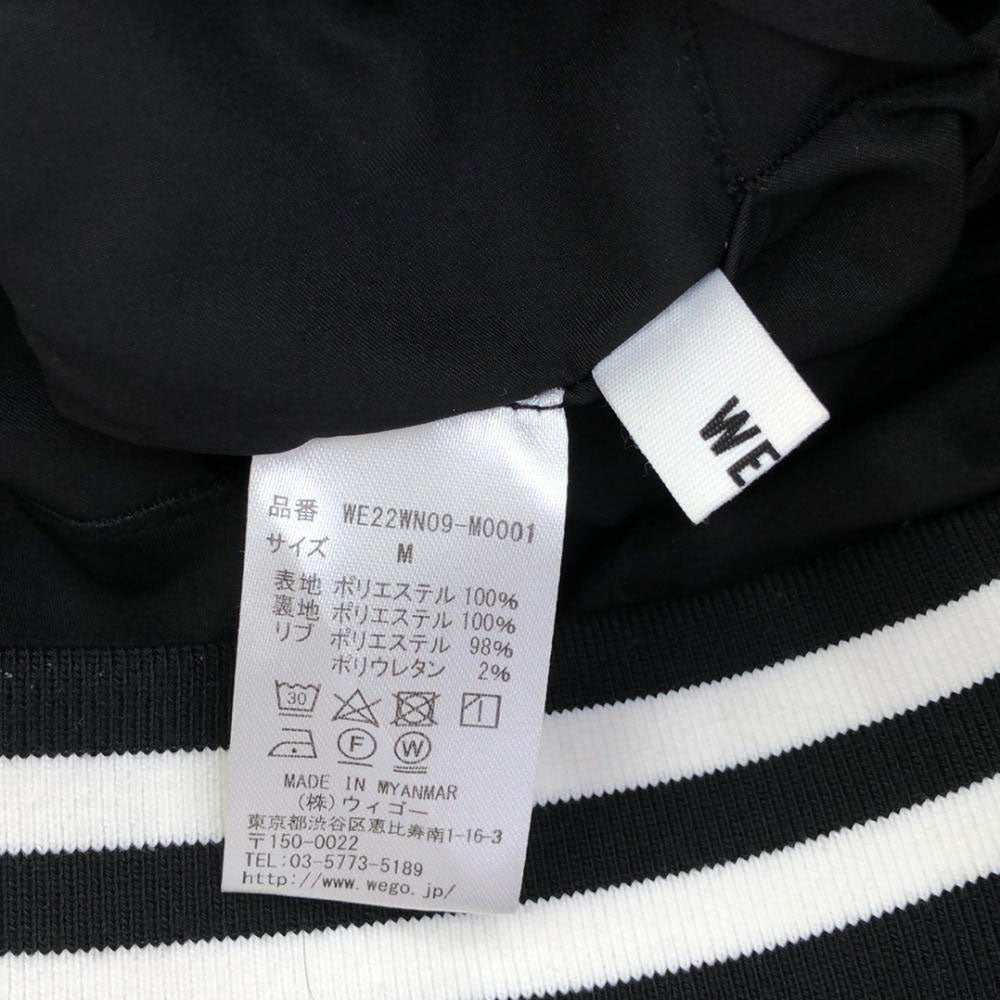 WE
品番 WE22WN09-M0001
サイズ M
表地 ポリエステル 100%
裏地 ポリエステル 100%
リブ ポリエステル 98%
ポリウレタン 2%
30
F W
MADE IN MYANMAR
(株)ウィゴー
東京都渋谷区恵比寿南1-16-3
〒150-0022
TEL:03-5773-5189
http://www.wego.jp/